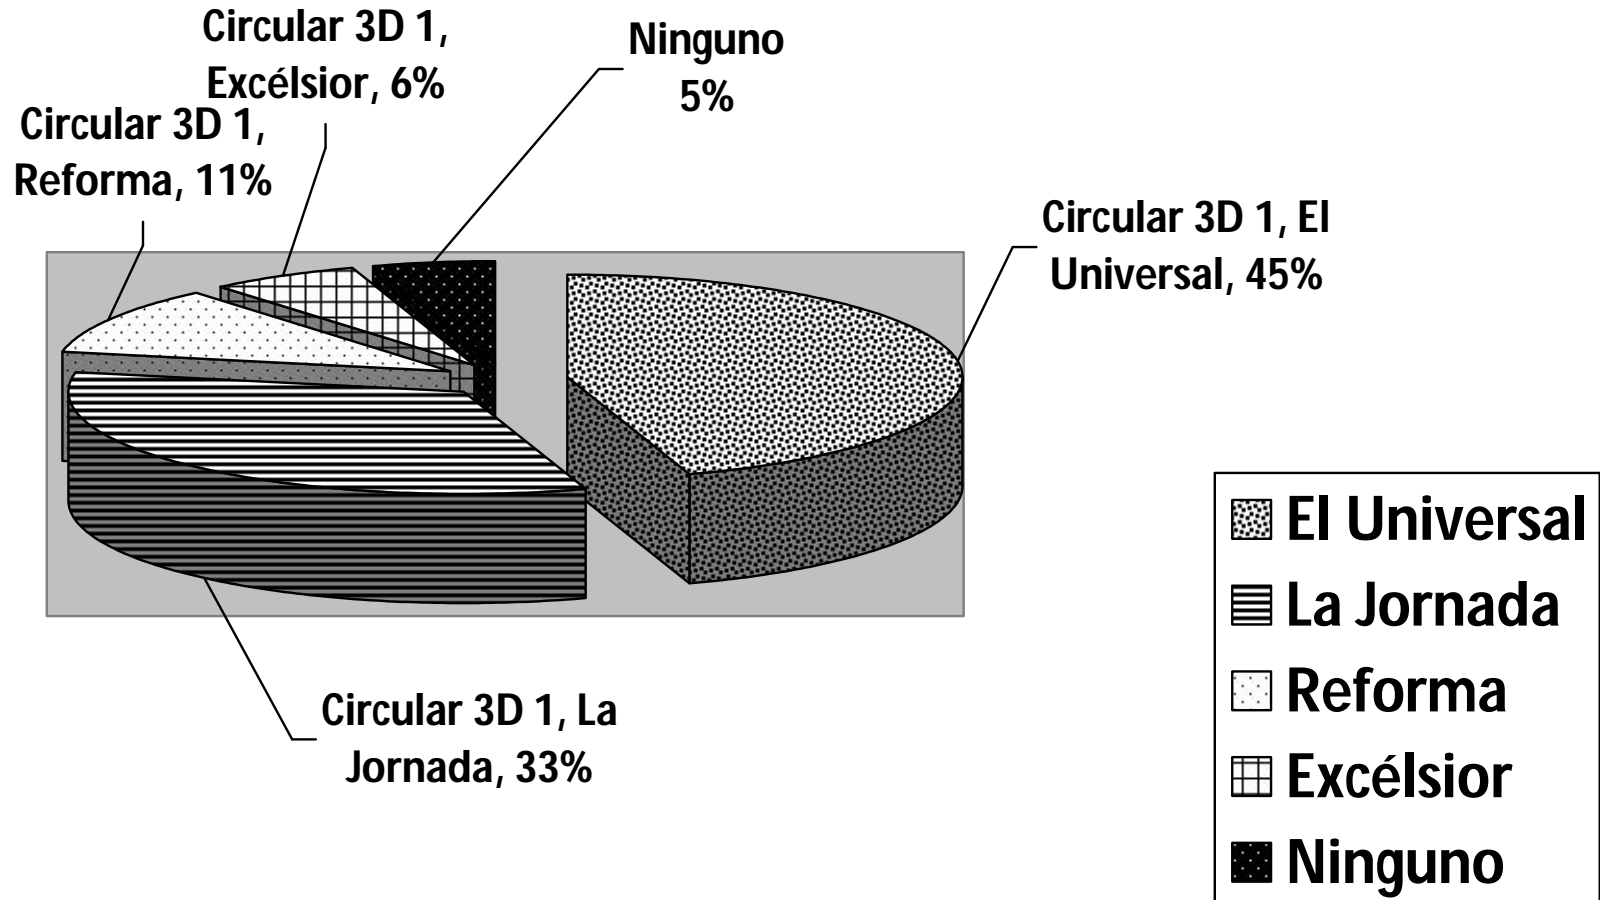 Circular 3D 1,
Excélsior, 6%
Ninguno
5%
Circular 3D 1,
Reforma, 11%
Circular 3D 1, El
Universal, 45%
Circular 3D 1, La
Jornada, 33%
El Universal
La Jornada
Reforma
Excélsior
Ninguno